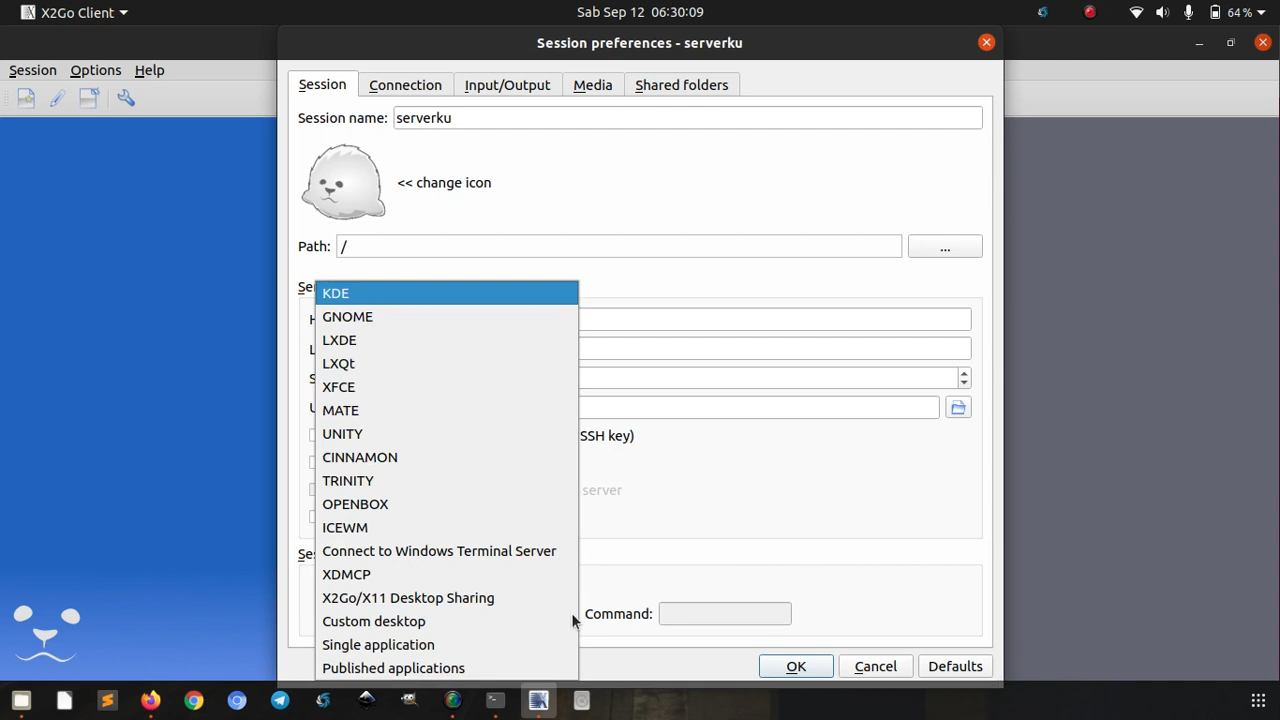 X2Go Client
Sab Sep 12 06:30:09
64 %
Session preferences - serverku
Session Options Help
Session Connection Input/Output Media Shared folders
Session name: serverku
<< change icon
Path: /
...
Se
H
L
S
U
KDE
GNOME
LXDE
LXQt
XFCE
MATE
UNITY
CINNAMON
TRINITY
OPENBOX
ICEWM
Connect to Windows Terminal Server
XDMCP
X2Go/X11 Desktop Sharing
Custom desktop
Single application
Published applications
SSH key)
server
Se
Command:
OK Cancel Defaults